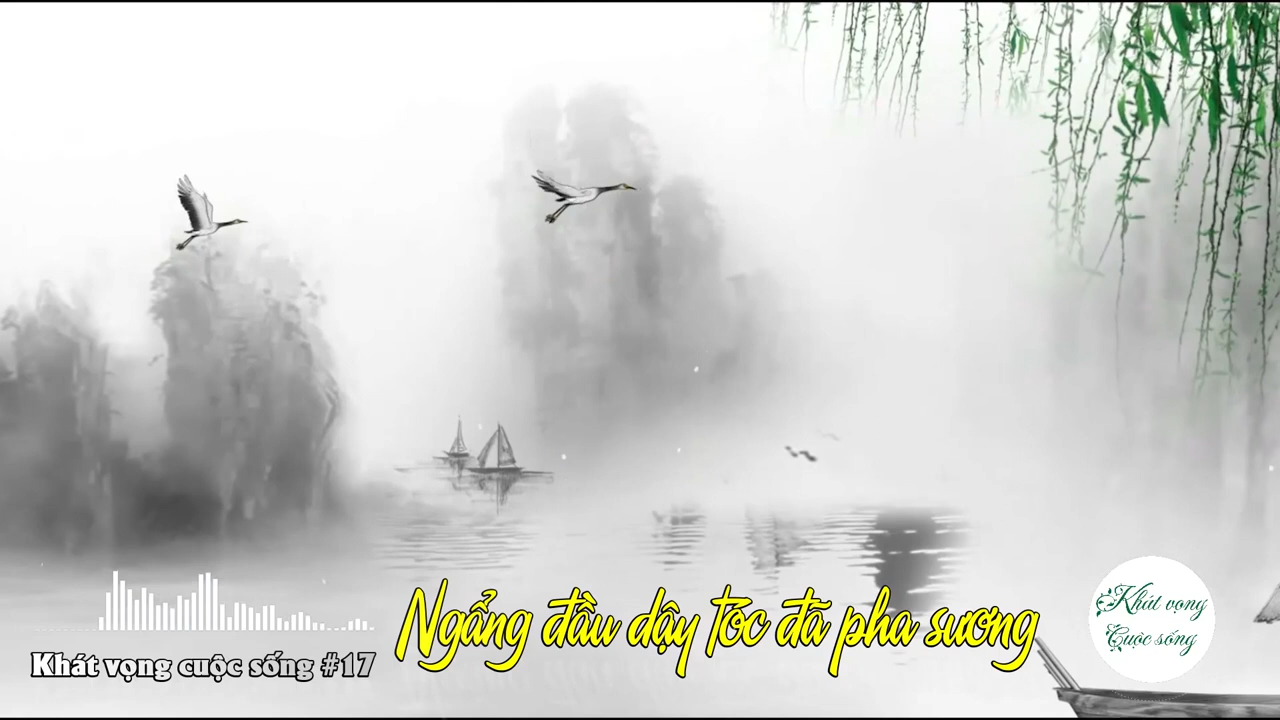 Ngẩng đầu dậy tóc đã pha sương
Khát vọng cuộc sống #17
Khát vọng
Cuộc sống